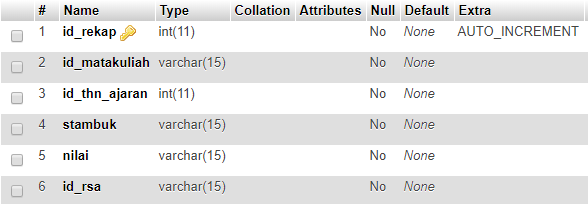 # Name Type Collation Attributes Null Default Extra
1 id_rekap int(11) No None AUTO_INCREMENT
2 id_matakuliah varchar(15) No None
3 id_thn_ajaran int(11) No None
4 stambuk varchar(15) No None
5 nilai varchar(15) No None
6 id_rsa varchar(15) No None